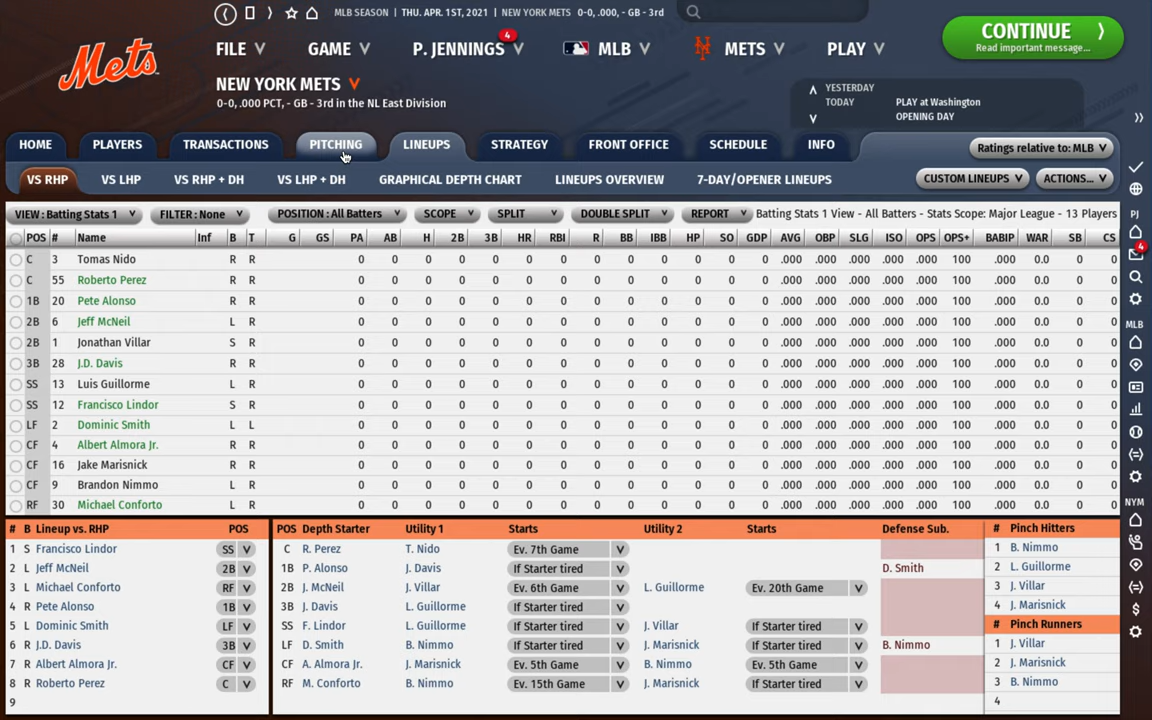 MLB SEASON | THU. APR. 1ST, 2021 | NEW YORK METS 0-0, .000, - GB - 3rd
Mets
FILE GAME P. JENNINGS 4 MLB METS PLAY
CONTINUE
Read important message...
NEW YORK METS
0-0, .000 PCT, - GB - 3rd in the NL East Division
YESTERDAY
TODAY PLAY at Washington
OPENING DAY
HOME PLAYERS TRANSACTIONS PITCHING LINEUPS STRATEGY FRONT OFFICE SCHEDULE INFO Ratings relative to: MLB
VS RHP VS LHP VS RHP + DH VS LHP + DH GRAPHICAL DEPTH CHART LINEUPS OVERVIEW 7-DAY/OPENER LINEUPS CUSTOM LINEUPS ACTIONS...
VIEW : Batting Stats 1 FILTER : None POSITION : All Batters SCOPE SPLIT DOUBLE SPLIT REPORT Batting Stats 1 View - All Batters - Stats Scope: Major League - 13 Players
POS # Name Inf B T G GS PA AB H 2B 3B HR RBI R BB IBB HP SO GDP AVG OBP SLG ISO OPS OPS+ BABIP WAR SB CS
C 3 Tomas Nido R R 0 0 0 0 0 0 0 0 0 0 0 0 0 .000 .000 .000 .000 .000 100 .000 0.0 0 0
C 55 Roberto Perez R R 0 0 0 0 0 0 0 0 0 0 0 0 0 .000 .000 .000 .000 .000 100 .000 0.0 0 0
1B 20 Pete Alonso R R 0 0 0 0 0 0 0 0 0 0 0 0 0 .000 .000 .000 .000 .000 100 .000 0.0 0 0
2B 6 Jeff McNeil L R 0 0 0 0 0 0 0 0 0 0 0 0 0 .000 .000 .000 .000 .000 100 .000 0.0 0 0
2B 1 Jonathan Villar S R 0 0 0 0 0 0 0 0 0 0 0 0 0 .000 .000 .000 .000 .000 100 .000 0.0 0 0
3B 28 J.D. Davis R R 0 0 0 0 0 0 0 0 0 0 0 0 0 .000 .000 .000 .000 .000 100 .000 0.0 0 0
SS 13 Luis Guillorme L R 0 0 0 0 0 0 0 0 0 0 0 0 0 .000 .000 .000 .000 .000 100 .000 0.0 0 0
SS 12 Francisco Lindor S R 0 0 0 0 0 0 0 0 0 0 0 0 0 .000 .000 .000 .000 .000 100 .000 0.0 0 0
LF 2 Dominic Smith L L 0 0 0 0 0 0 0 0 0 0 0 0 0 .000 .000 .000 .000 .000 100 .000 0.0 0 0
CF 4 Albert Almora Jr. R R 0 0 0 0 0 0 0 0 0 0 0 0 0 .000 .000 .000 .000 .000 100 .000 0.0 0 0
CF 16 Jake Marisnick R R 0 0 0 0 0 0 0 0 0 0 0 0 0 .000 .000 .000 .000 .000 100 .000 0.0 0 0
CF 9 Brandon Nimmo L R 0 0 0 0 0 0 0 0 0 0 0 0 0 .000 .000 .000 .000 .000 100 .000 0.0 0 0
RF 30 Michael Conforto L R 0 0 0 0 0 0 0 0 0 0 0 0 0 .000 .000 .000 .000 .000 100 .000 0.0 0 0
# B Lineup vs. RHP POS
1 S Francisco Lindor SS
2 L Jeff McNeil 2B
3 L Michael Conforto RF
4 R Pete Alonso 1B
5 L Dominic Smith LF
6 R J.D. Davis 3B
7 R Albert Almora Jr. CF
8 R Roberto Perez C
9
POS Depth Starter Utility 1 Starts Utility 2 Starts Defense Sub.
C R. Perez T. Nido Ev. 7th Game
1B P. Alonso J. Davis If Starter tired D. Smith
2B J. McNeil J. Villar Ev. 6th Game L. Guillorme Ev. 20th Game
3B J. Davis L. Guillorme If Starter tired
SS F. Lindor L. Guillorme If Starter tired J. Villar If Starter tired
LF D. Smith B. Nimmo If Starter tired J. Marisnick If Starter tired B. Nimmo
CF A. Almora Jr. J. Marisnick Ev. 5th Game B. Nimmo Ev. 5th Game
RF M. Conforto B. Nimmo Ev. 15th Game J. Marisnick If Starter tired
# Pinch Hitters
1 B. Nimmo
2 L. Guillorme
3 J. Villar
4 J. Marisnick
# Pinch Runners
1 J. Villar
2 J. Marisnick
3 B. Nimmo
4
PJ
4
MLB
NYM